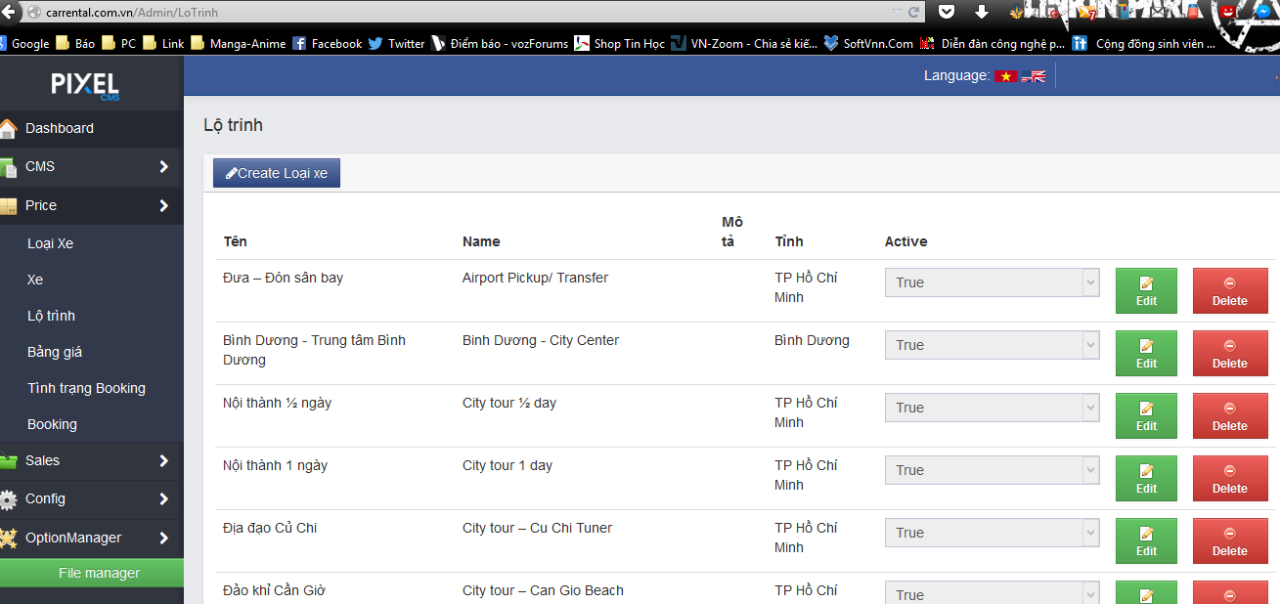 carrental.com.vn/Admin/LoTrinh
Google Báo PC Link Manga-Anime Facebook Twitter Điểm báo - vozForums Shop Tin Học VN-Zoom - Chia sẻ kiế... SoftVnn.Com Diễn đàn công nghệ p... Cộng đồng sinh viên ...
PIXEL
CMS
Language:
Dashboard
CMS
Price
Loại Xe
Xe
Lộ trình
Bảng giá
Tình trạng Booking
Booking
Sales
Config
OptionManager
File manager
Lộ trình
Create Loại xe
Tên Name Mô tả Tỉnh Active
Đưa – Đón sân bay Airport Pickup/ Transfer TP Hồ Chí Minh True Edit Delete
Bình Dương - Trung tâm Bình Dương Binh Dương - City Center Bình Dương True Edit Delete
Nội thành ½ ngày City tour ½ day TP Hồ Chí Minh True Edit Delete
Nội thành 1 ngày City tour 1 day TP Hồ Chí Minh True Edit Delete
Địa đạo Củ Chi City tour – Cu Chi Tuner TP Hồ Chí Minh True Edit Delete
Đảo khỉ Cần Giờ City tour – Can Gio Beach TP Hồ Chí True